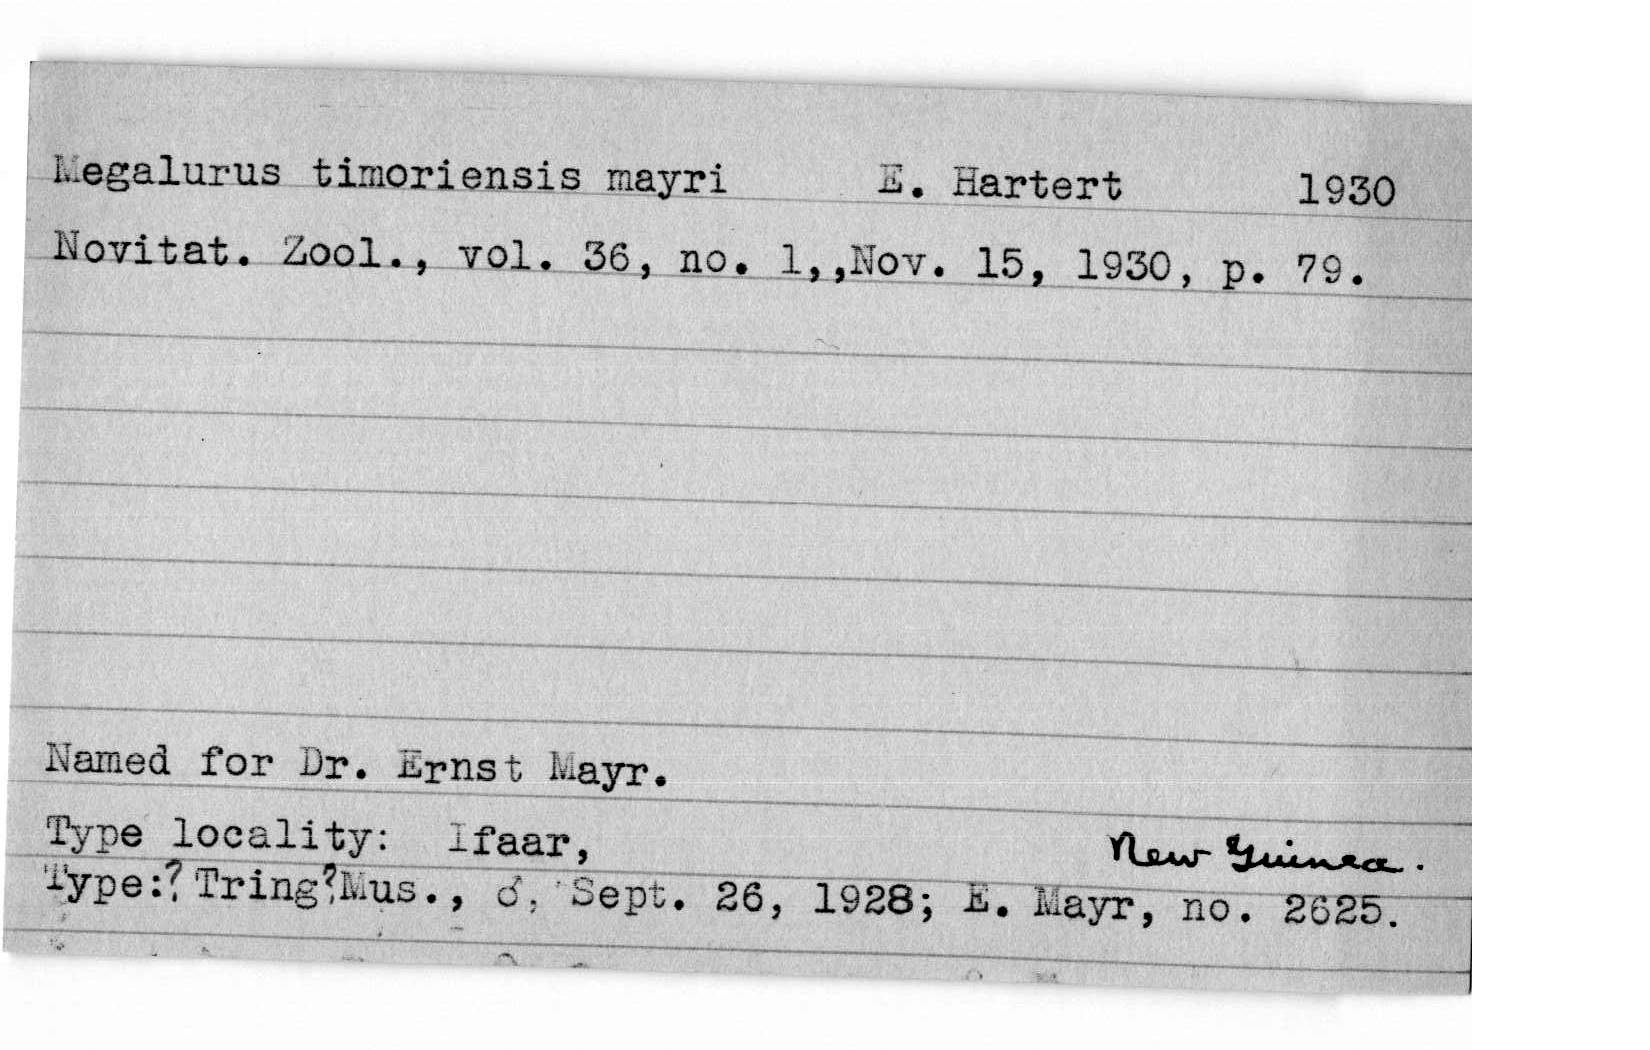 Megalurus timoriensis mayri E. Hartert 1930
Novitat. Zool., vol. 36, no. 1,,Nov. 15, 1930, p. 79.
Named for Dr. Ernst Mayr.
Type locality: Ifaar, New Guinea.
Type:? Tring?Mus., ♂, Sept. 26, 1928; E. Mayr, no. 2625.